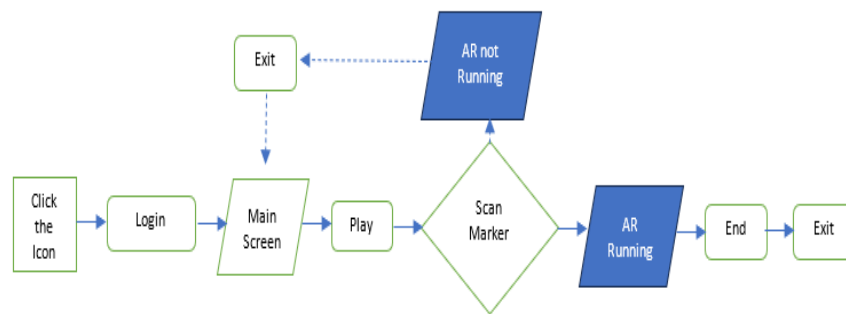 Exit
AR not
Running
Click
the
Icon
Login
Main
Screen
Play
Scan
Marker
AR
Running
End
Exit